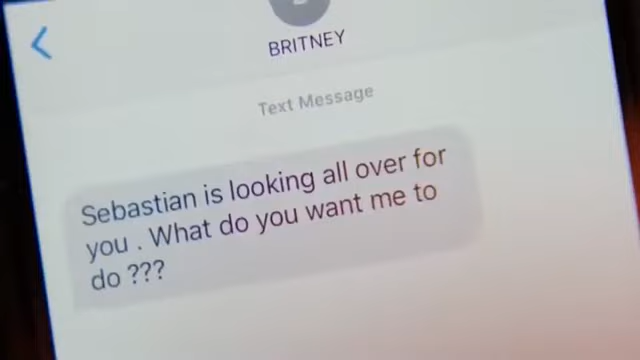 BRITNEY
Text Message
Sebastian is looking all over for
you . What do you want me to
do ???